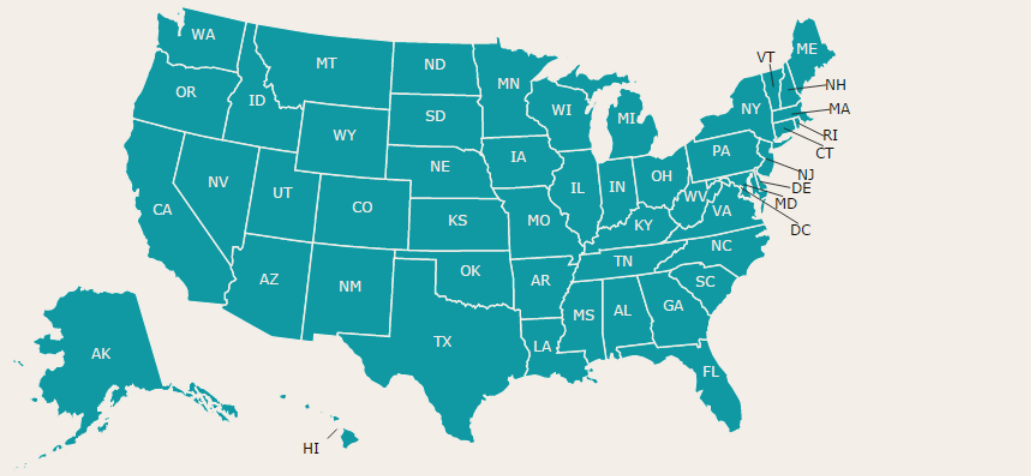 WA
MT
ND
MN
ME
VT
OR
ID
SD
WI
MI
NY
NH
MA
WY
RI
CT
PA
NE
IA
NV
UT
CO
IL
IN
OH
NJ
DE
MD
WV
VA
DC
CA
KS
MO
KY
NC
TN
AZ
NM
OK
AR
SC
MS
AL
GA
TX
LA
AK
FL
HI